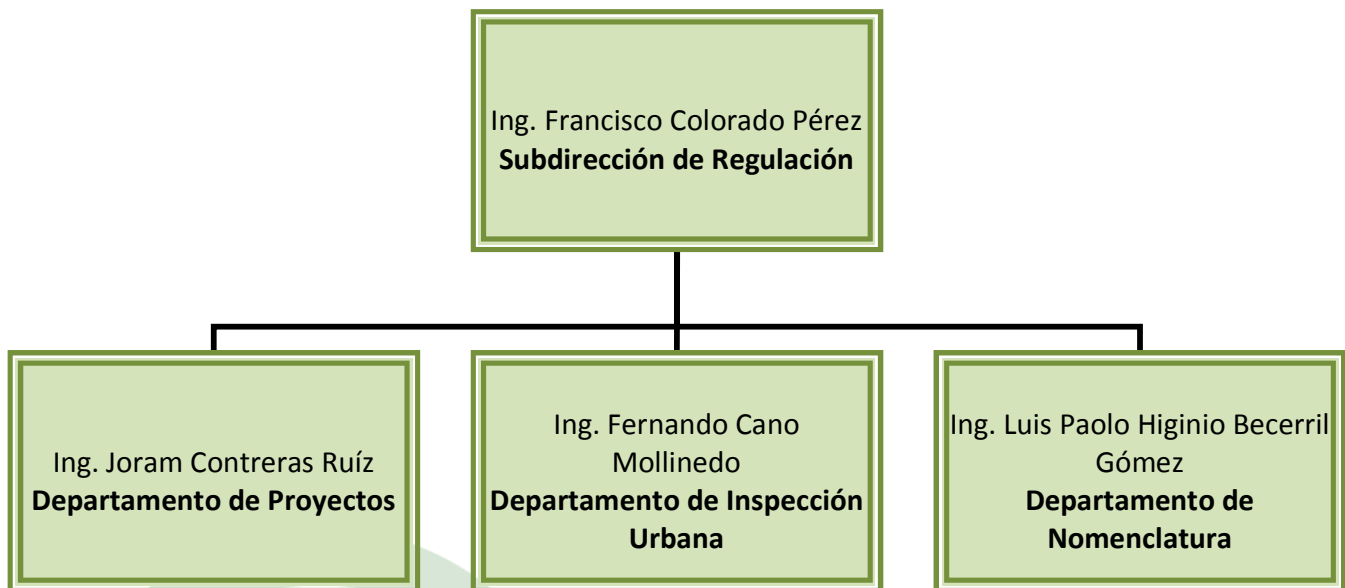 Ing. Francisco Colorado Pérez
Subdirección de Regulación
Ing. Joram Contreras Ruíz
Departamento de Proyectos
Ing. Fernando Cano
Mollinedo
Departamento de Inspección
Urbana
Ing. Luis Paolo Higinio Becerril
Gómez
Departamento de
Nomenclatura